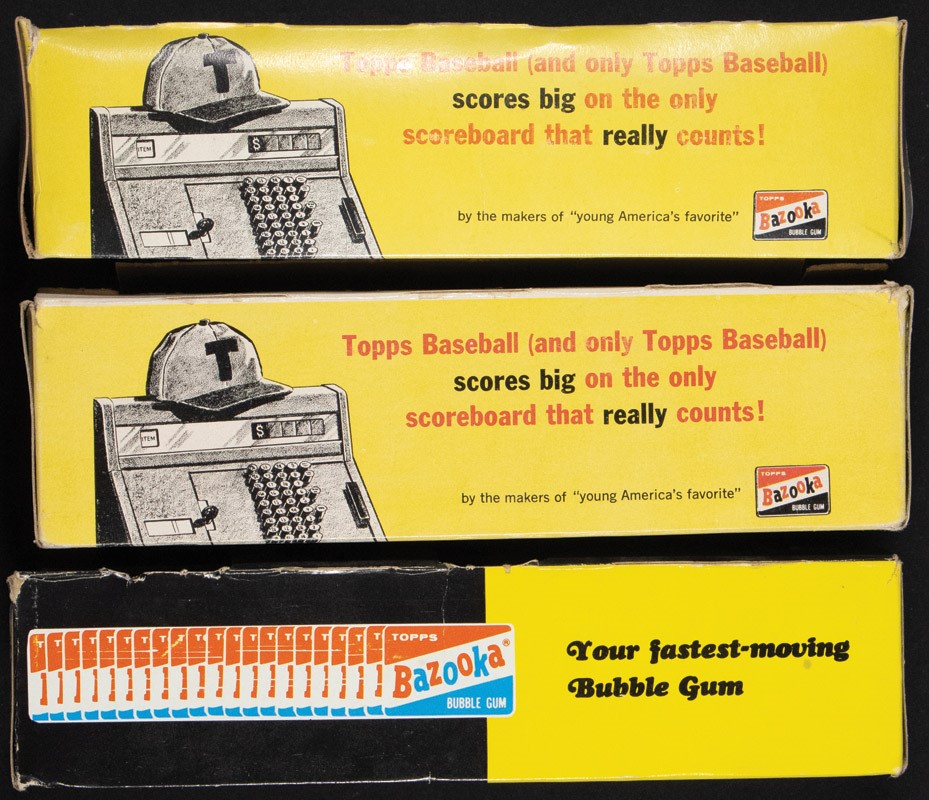 T
Topps Baseball (and only Topps Baseball)
scores big on the only
scoreboard that really counts!
ITEM
$
by the makers of "young America's favorite"
TOPPS
Bazooka
BUBBLE GUM
T
Topps Baseball (and only Topps Baseball)
scores big on the only
scoreboard that really counts!
ITEM
$
by the makers of "young America's favorite"
TOPPS
Bazooka
BUBBLE GUM
TOPPS
Bazooka®
BUBBLE GUM
Your fastest-moving
Bubble Gum